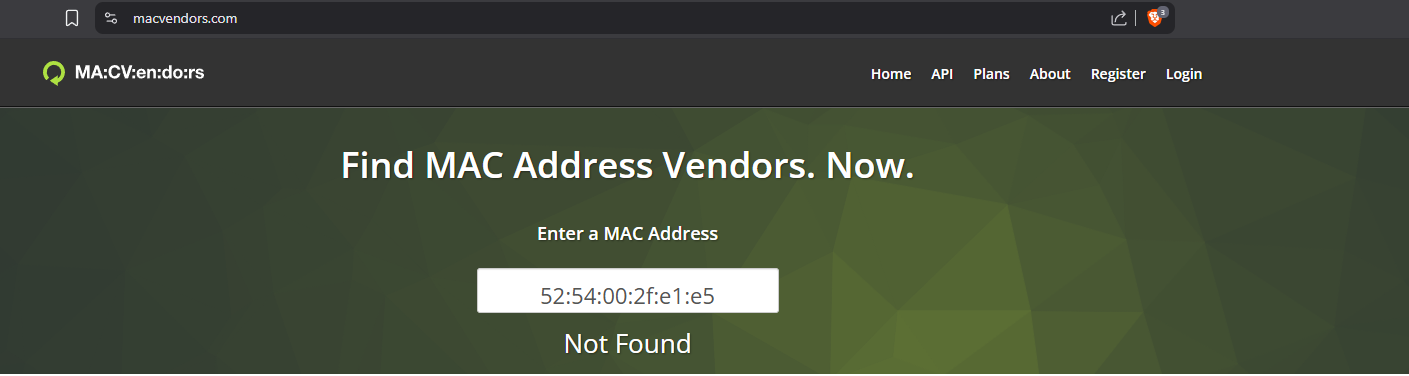 macvendors.com
3
MA:CV:en:do:rs
Home API Plans About Register Login
Find MAC Address Vendors. Now.
Enter a MAC Address
52:54:00:2f:e1:e5
Not Found